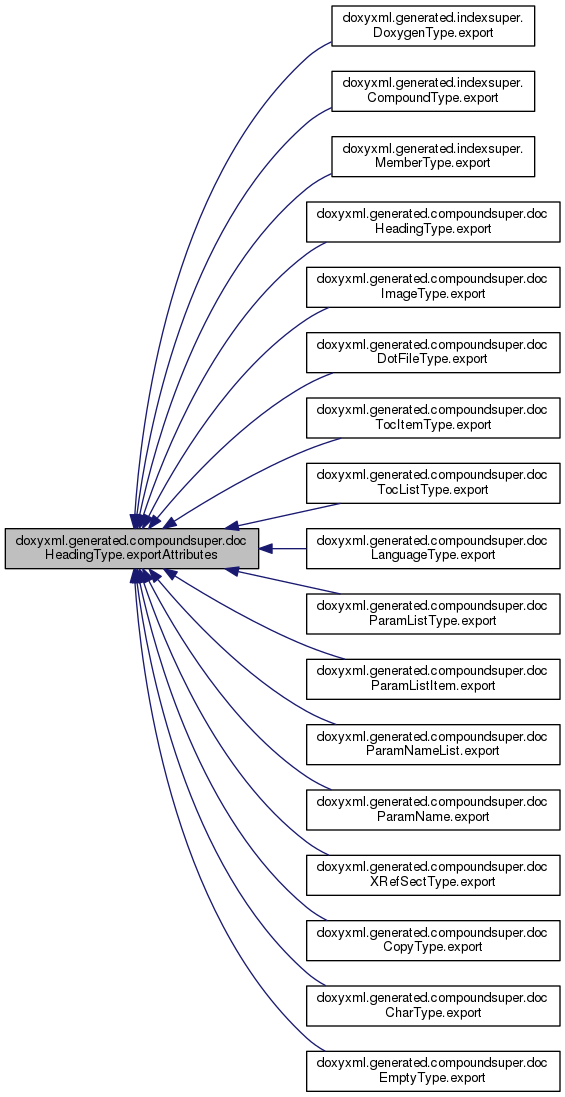 doxyxml.generated.indexsuper.
DoxygenType.export
doxyxml.generated.indexsuper.
CompoundType.export
doxyxml.generated.indexsuper.
MemberType.export
doxyxml.generated.compoundsuper.doc
HeadingType.export
doxyxml.generated.compoundsuper.doc
ImageType.export
doxyxml.generated.compoundsuper.doc
DotFileType.export
doxyxml.generated.compoundsuper.doc
TocItemType.export
doxyxml.generated.compoundsuper.doc
TocListType.export
doxyxml.generated.compoundsuper.doc
HeadingType.exportAttributes
doxyxml.generated.compoundsuper.doc
LanguageType.export
doxyxml.generated.compoundsuper.doc
ParamListType.export
doxyxml.generated.compoundsuper.doc
ParamListItem.export
doxyxml.generated.compoundsuper.doc
ParamNameList.export
doxyxml.generated.compoundsuper.doc
ParamName.export
doxyxml.generated.compoundsuper.doc
XRefSectType.export
doxyxml.generated.compoundsuper.doc
CopyType.export
doxyxml.generated.compoundsuper.doc
CharType.export
doxyxml.generated.compoundsuper.doc
EmptyType.export